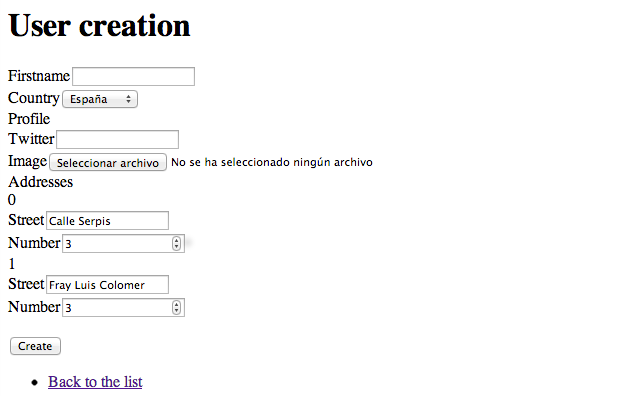 User creation
Firstname
Country España
Profile
Twitter
Image Seleccionar archivo No se ha seleccionado ningún archivo
Addresses
0
Street Calle Serpis
Number 3
1
Street Fray Luis Colomer
Number 3
Create
Back to the list